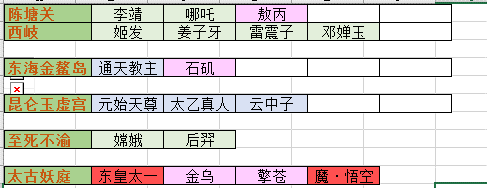 陈塘关 李靖 哪吒 敖丙
西岐 姬发 姜子牙 雷震子 邓婵玉
东海金鳌岛 通天教主 石矶
昆仑玉虚宫 元始天尊 太乙真人 云中子
至死不渝 嫦娥 后羿
太古妖庭 东皇太一 金乌 擎苍 魔·悟空